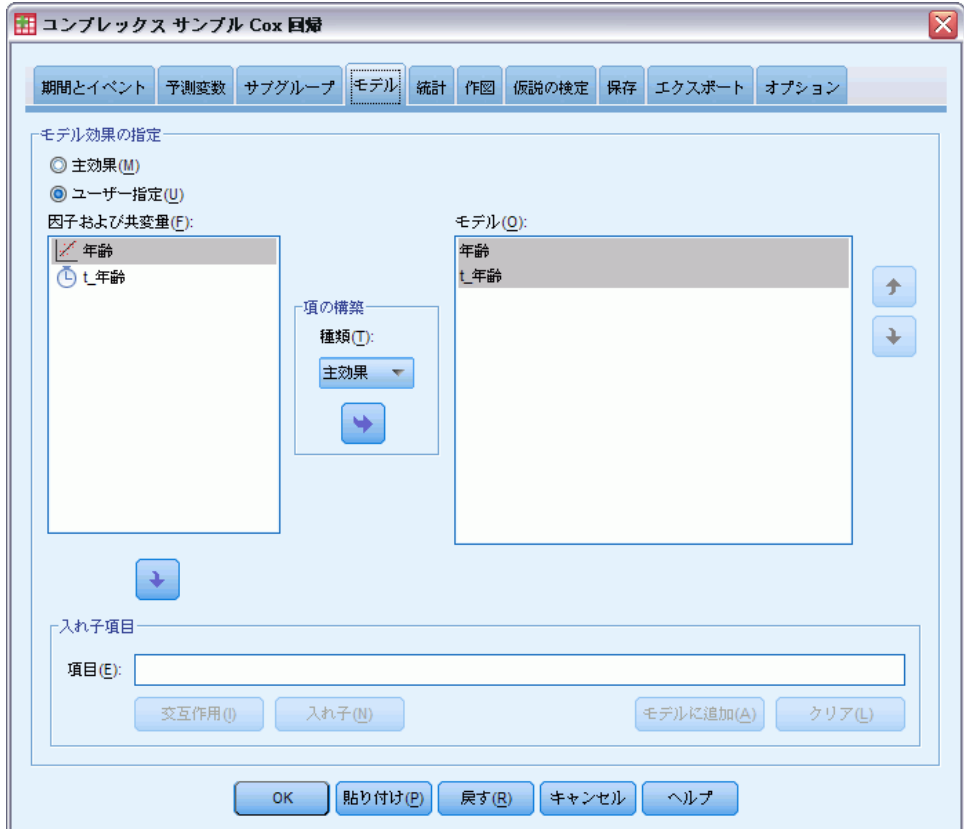 コンプレックス サンプル Cox 回帰
期間とイベント 予測変数 サブグループ モデル 統計 作図 仮説の検定 保存 エクスポート オプション
モデル効果の指定
主効果(M)
ユーザー指定(U)
因子および共変量(F):
年齢
t_年齢
項の構築
種類(T):
主効果
モデル(O):
年齢
t_年齢
入れ子項目
項目(E):
交互作用(I) 入れ子(N) モデルに追加(A) クリア(L)
OK 貼り付け(P) 戻す(R) キャンセル ヘルプ